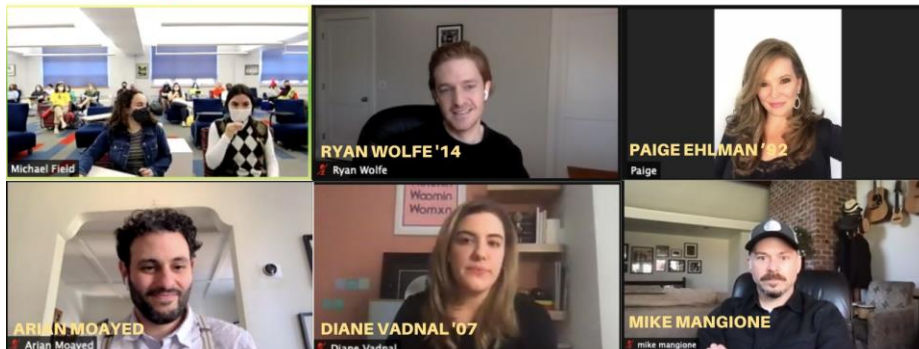 Michael Field
RYAN WOLFE '14
Ryan Wolfe
PAIGE EHLMAN '92
Paige
ARIAN MOAYED
Arian Moayed
Woomin
Womxn
DIANE VADNAL '07
Diane Vadnal
MIKE MANGIONE
mike mangione